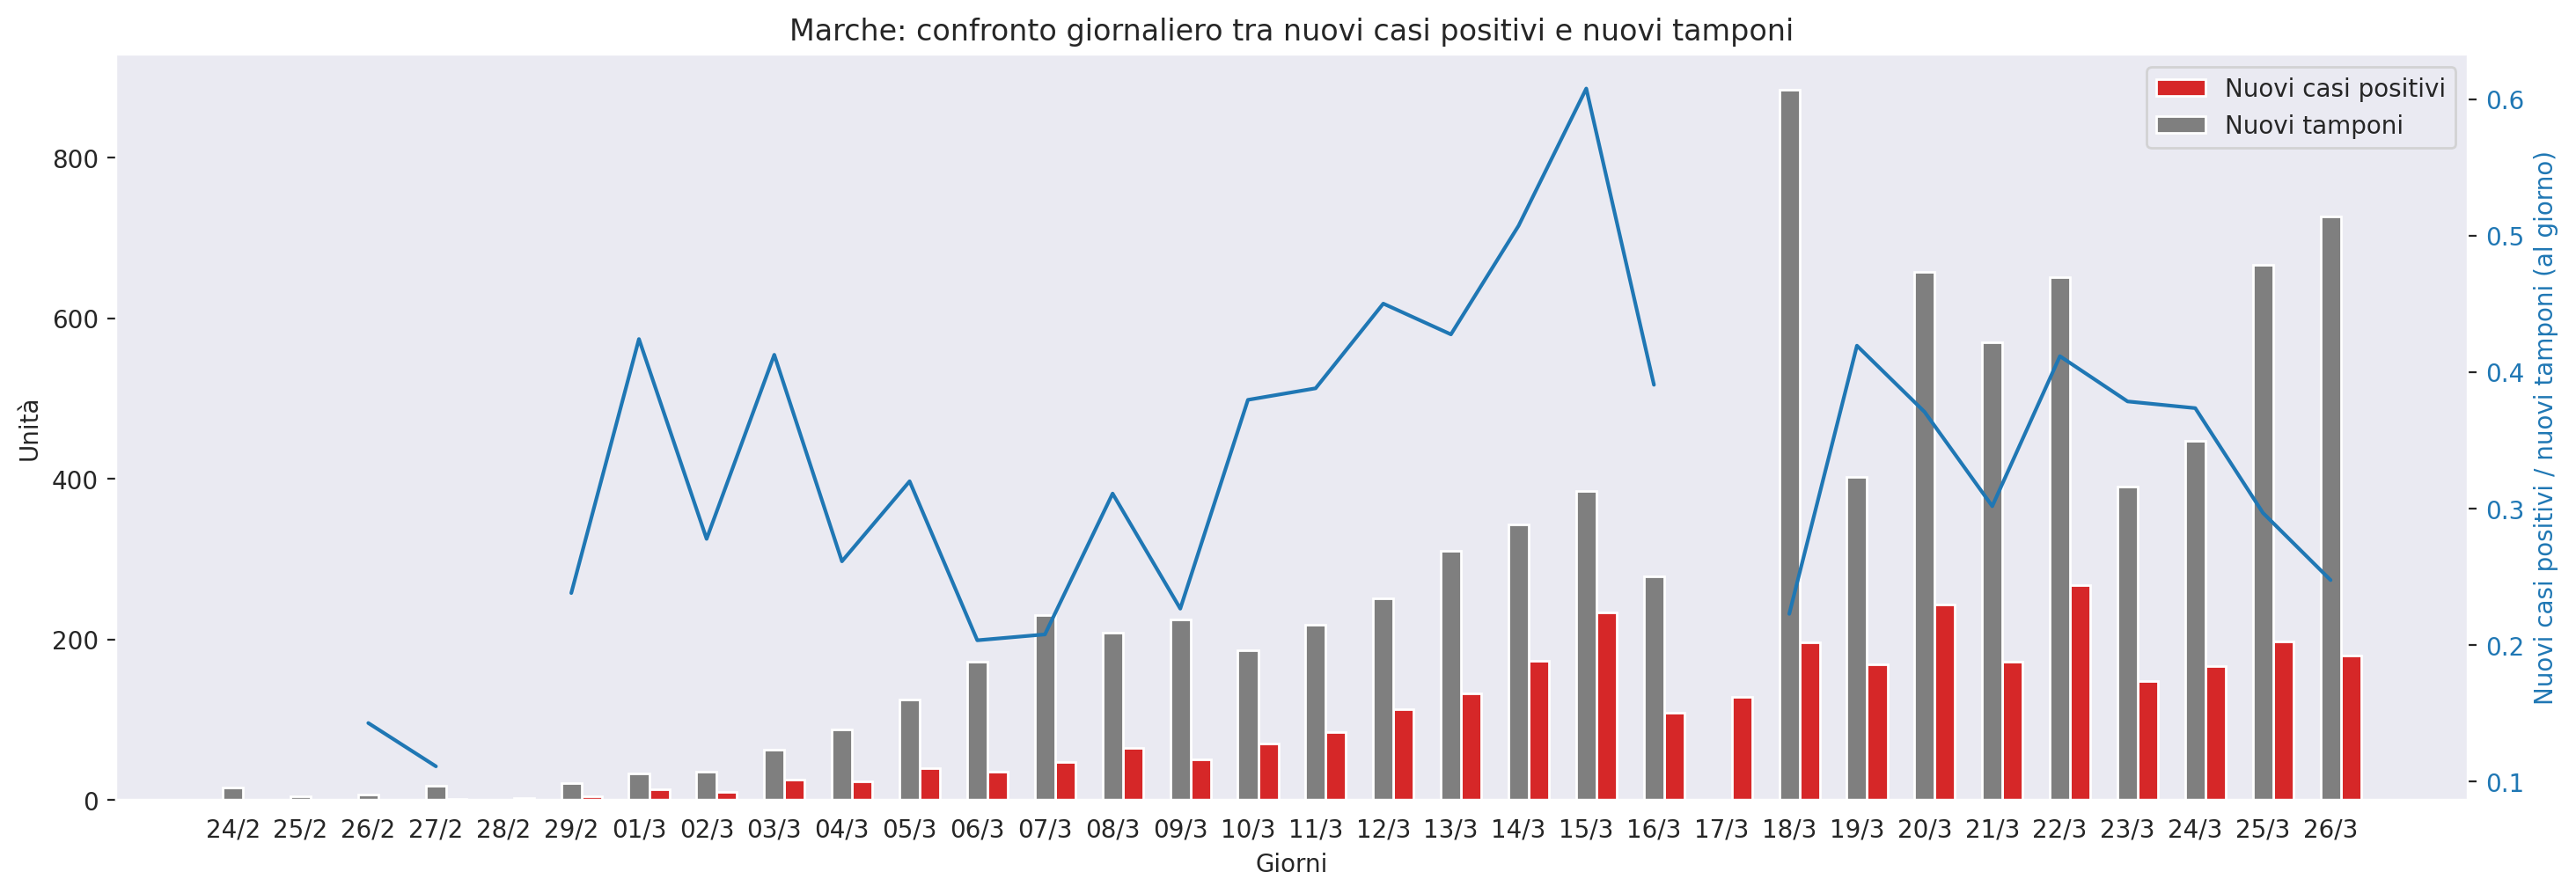 Marche: confronto giornaliero tra nuovi casi positivi e nuovi tamponi
Nuovi casi positivi
Nuovi tamponi
Unità
800
600
400
200
0
0.6
0.5
0.4
0.3
0.2
0.1
Nuovi casi positivi / nuovi tamponi (al giorno)
24/2 25/2 26/2 27/2 28/2 29/2 01/3 02/3 03/3 04/3 05/3 06/3 07/3 08/3 09/3 10/3 11/3 12/3 13/3 14/3 15/3 16/3 17/3 18/3 19/3 20/3 21/3 22/3 23/3 24/3 25/3 26/3
Giorni